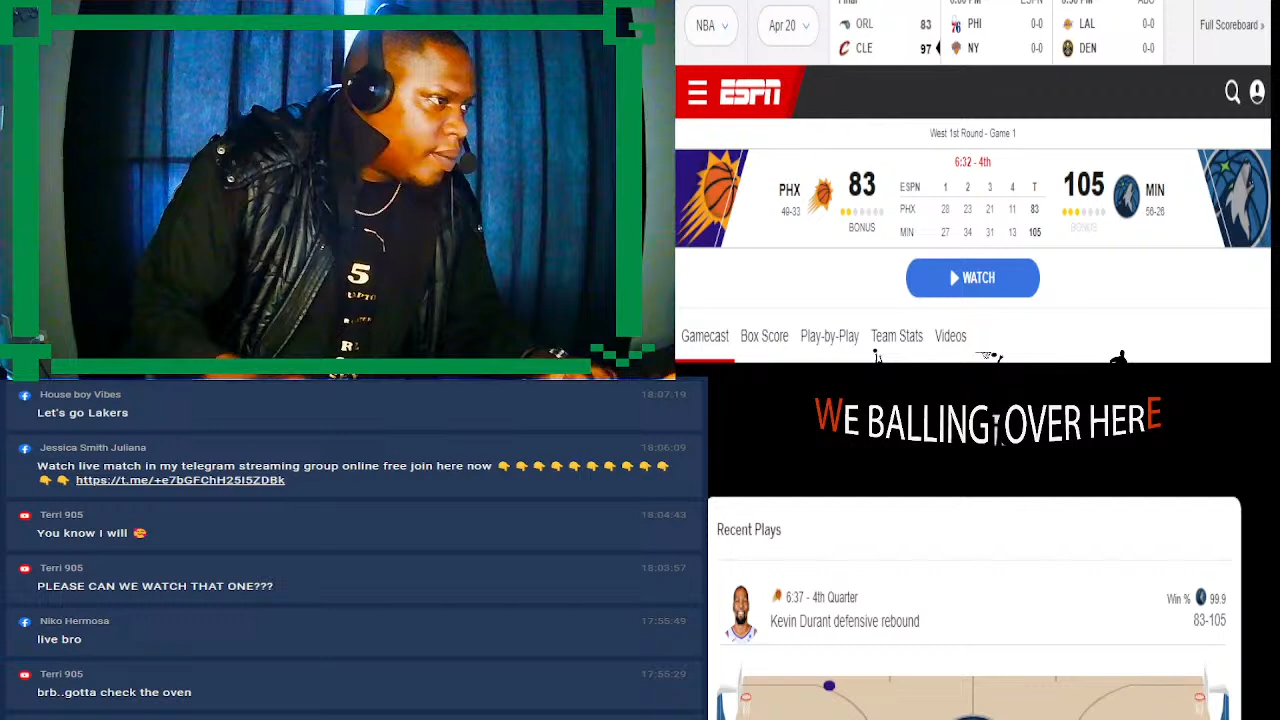 NBA
Apr 20
ORL 83
CLE 97
PHI 0-0
NY 0-0
LAL 0-0
DEN 0-0
Full Scoreboard »
ESPN
West 1st Round - Game 1
6:32 - 4th
PHX
49-33
83
BONUS
ESPN 1 2 3 4 T
PHX 28 23 21 11 83
MIN 27 34 31 13 105
105
BONUS
MIN
56-26
WATCH
Gamecast Box Score Play-by-Play Team Stats Videos
5
House boy Vibes 18:07:19
Let's go Lakers
Jessica Smith Juliana 18:06:09
Watch live match in my telegram streaming group online free join here now 👇👇👇👇👇👇👇👇👇👇
👇👇 https://t.me/+e7bGFChH25I5ZDBk
Terri 905 18:04:43
You know I will
Terri 905 18:03:57
PLEASE CAN WE WATCH THAT ONE???
Niko Hermosa 17:55:49
live bro
Terri 905 17:55:29
brb..gotta check the oven
WE BALLING OVER HERE
Recent Plays
6:37 - 4th Quarter
Kevin Durant defensive rebound
Win % 99.9
83-105